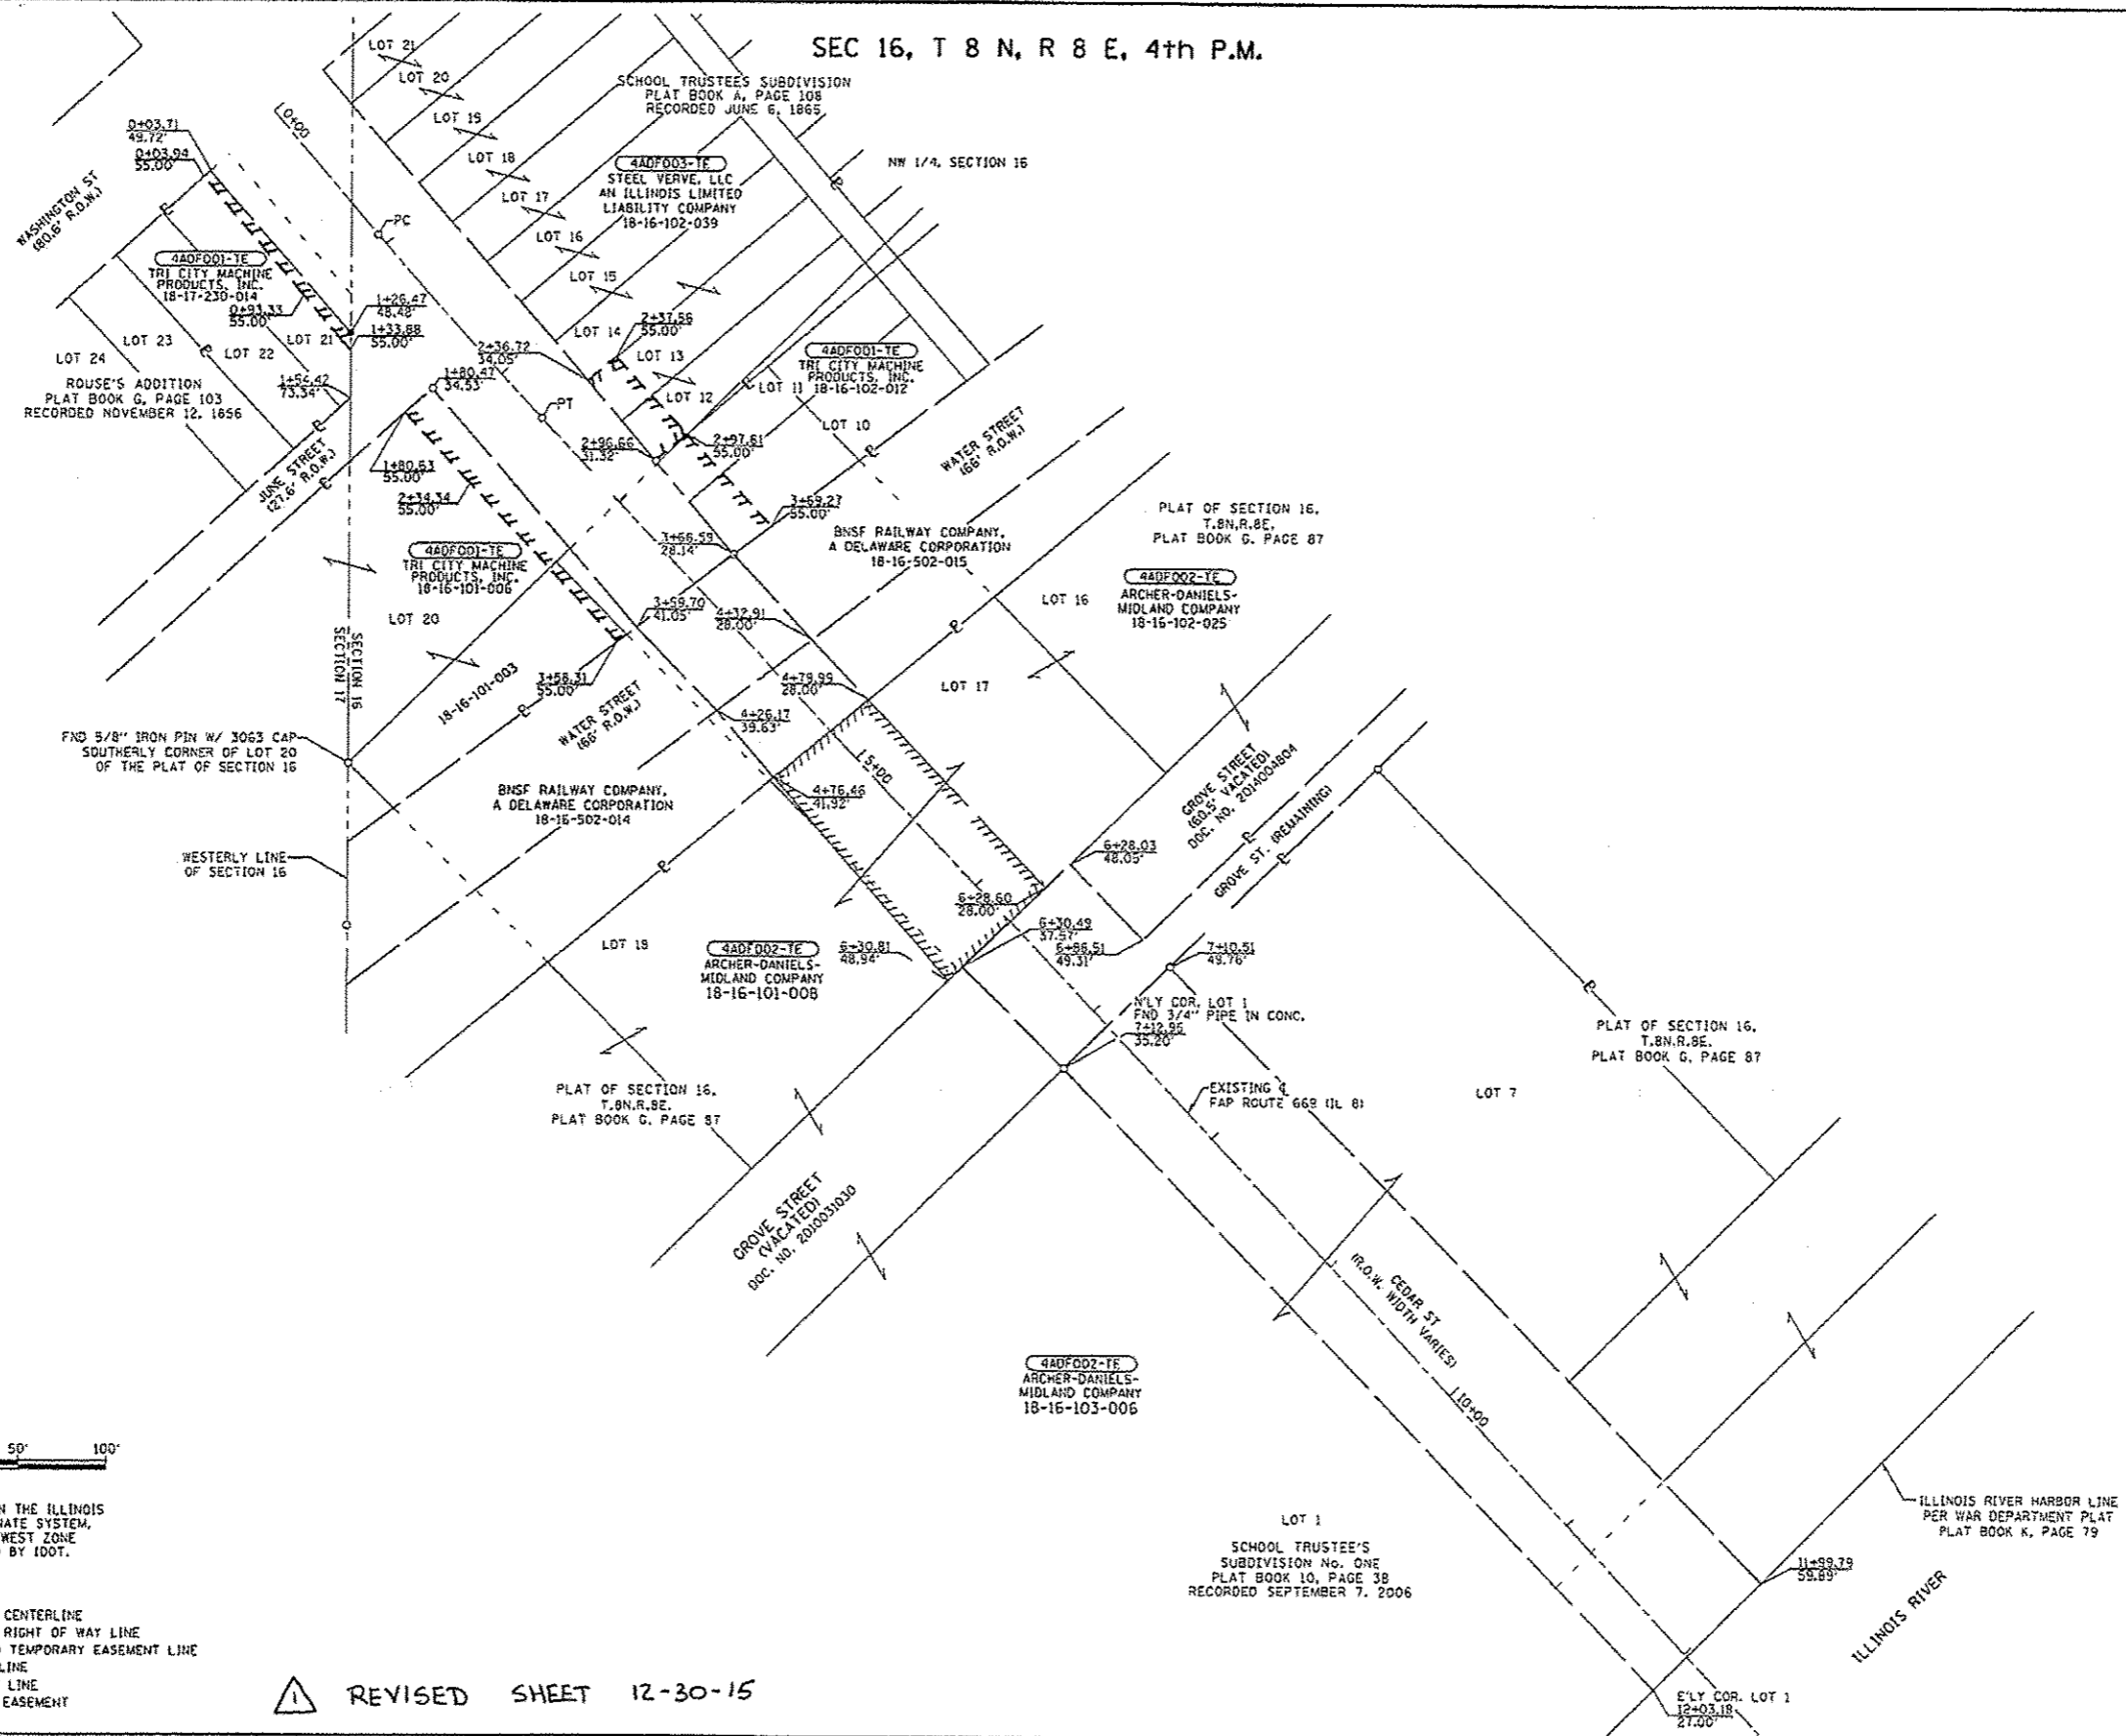 SEC 16, T 8 N, R 8 E, 4th P.M.
LOT 21
LOT 20
LOT 19
LOT 18
LOT 17
LOT 16
LOT 15
LOT 14
LOT 13
LOT 12
LOT 11
LOT 10
SCHOOL TRUSTEES SUBDIVISION
PLAT BOOK A, PAGE 108
RECORDED JUNE 6, 1865
NW 1/4, SECTION 16
4ADF003-TE
STEEL VERVE, LLC
AN ILLINOIS LIMITED
LIABILITY COMPANY
18-16-102-039
0+00
PC
PT
0+03.71
49.72'
0+03.94
55.00'
WASHINGTON ST
(80.6' R.O.W.)
4ADF001-TE
TRI CITY MACHINE
PRODUCTS, INC.
18-17-230-014
0+93.33
55.00'
1+26.47
48.48'
1+33.88
55.00'
LOT 21
LOT 22
LOT 23
LOT 24
ROUSE'S ADDITION
PLAT BOOK G, PAGE 103
RECORDED NOVEMBER 12, 1856
1+54.42
73.34'
JUNE STREET
(27.6' R.O.W.)
1+80.47
34.53'
2+36.72
34.05'
2+37.56
55.00'
4ADF001-TE
TRI CITY MACHINE
PRODUCTS, INC.
18-16-102-012
2+96.66
31.32'
2+97.61
55.00'
WATER STREET
(66' R.O.W.)
1+80.63
55.00'
2+34.34
55.00'
4ADF001-TE
TRI CITY MACHINE
PRODUCTS, INC.
18-16-101-006
LOT 20
3+69.27
55.00'
3+66.59
28.14'
BNSF RAILWAY COMPANY,
A DELAWARE CORPORATION
18-16-502-015
PLAT OF SECTION 16,
T.8N,R.8E,
PLAT BOOK G, PAGE 87
4ADF002-TE
ARCHER-DANIELS-
MIDLAND COMPANY
18-16-102-025
LOT 16
LOT 17
3+59.70
41.05'
4+32.91
28.00'
SECTION 16
SECTION 17
18-16-101-003
3+58.31
55.00'
WATER STREET
(66' R.O.W.)
4+79.99
28.00'
4+26.17
39.63'
4+76.46
41.92'
5+00
FND 5/8" IRON PIN W/ 3063 CAP
SOUTHERLY CORNER OF LOT 20
OF THE PLAT OF SECTION 16
BNSF RAILWAY COMPANY,
A DELAWARE CORPORATION
18-16-502-014
WESTERLY LINE
OF SECTION 16
GROVE STREET
(60.5' VACATED)
DOC. NO. 2014004804
GROVE ST. (REMAINING)
6+28.03
48.05'
6+28.60
28.00'
6+30.49
37.57'
6+30.81
48.94'
6+86.51
49.31'
7+10.51
49.76'
4ADF002-TE
ARCHER-DANIELS-
MIDLAND COMPANY
18-16-101-008
N'LY COR. LOT 1
FND 3/4" PIPE IN CONC.
7+12.95
35.20'
PLAT OF SECTION 16,
T.8N.R.8E.
PLAT BOOK G, PAGE 87
LOT 7
EXISTING ℄
FAP ROUTE 669 (IL 8)
PLAT OF SECTION 16,
T.8N.R.8E.
PLAT BOOK G, PAGE 87
GROVE STREET
(VACATED)
DOC. NO. 2010031030
CEDAR ST
(R.O.W. WIDTH VARIES)
10+00
4ADF002-TE
ARCHER-DANIELS-
MIDLAND COMPANY
18-16-103-006
50' 100'
N THE ILLINOIS
NATE SYSTEM,
WEST ZONE
BY IDOT.
LOT 1
SCHOOL TRUSTEE'S
SUBDIVISION No. ONE
PLAT BOOK 10, PAGE 38
RECORDED SEPTEMBER 7, 2006
ILLINOIS RIVER HARBOR LINE
PER WAR DEPARTMENT PLAT
PLAT BOOK K, PAGE 79
11+99.79
59.89'
ILLINOIS RIVER
CENTERLINE
RIGHT OF WAY LINE
TEMPORARY EASEMENT LINE
LINE
LINE
EASEMENT
1 REVISED SHEET 12-30-15
E'LY COR. LOT 1
12+03.18
27.00'